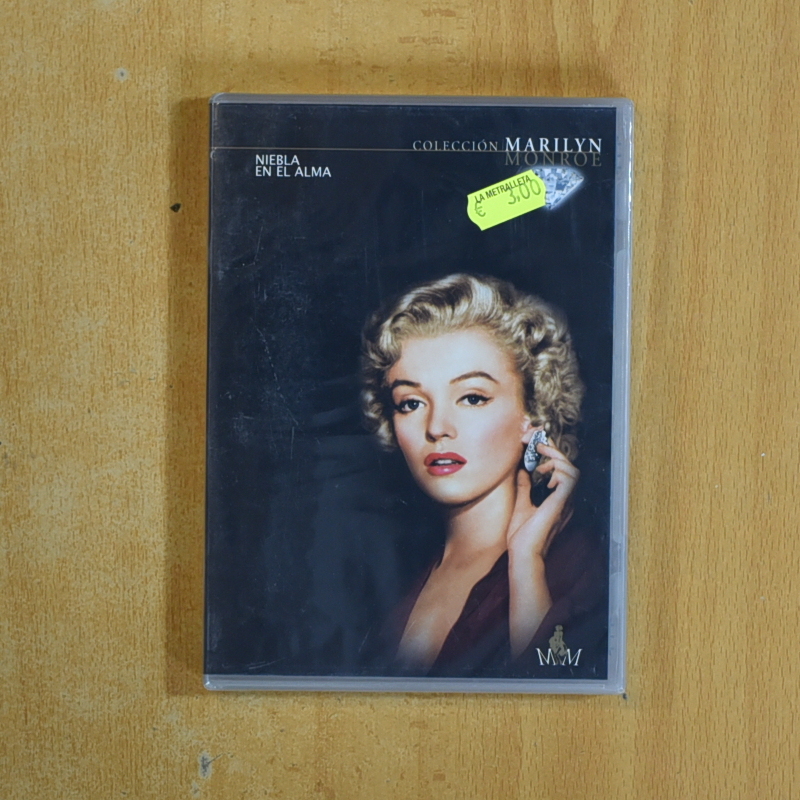 COLECCIÓN MARILYN
MONROE
NIEBLA
EN EL ALMA
LA METRALLETA
€ 3,00
MM